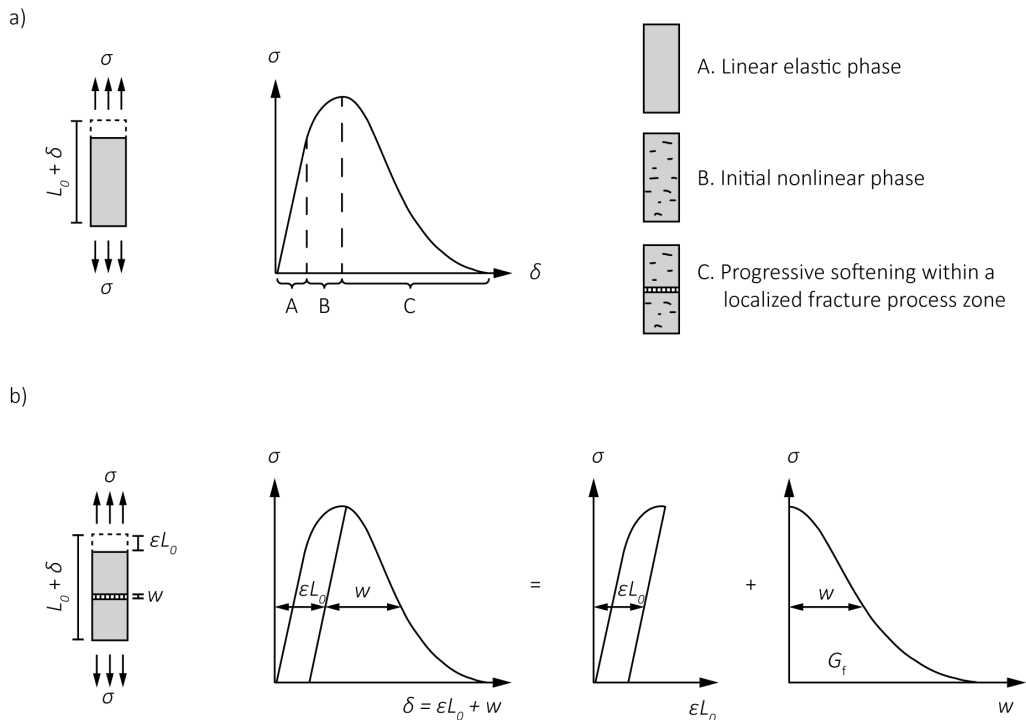 a)
σ
L₀ + δ
σ
σ
δ
A B C
A. Linear elastic phase
B. Initial nonlinear phase
C. Progressive softening within a
localized fracture process zone
b)
σ
εL₀
L₀ + δ
w
σ
σ
εL₀
w
δ = εL₀ + w
=
σ
εL₀
εL₀
+
σ
w
G_f
w